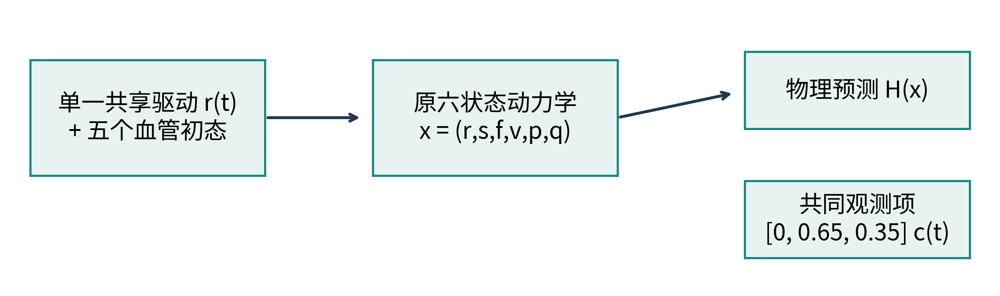 单一共享驱动 r(t)
+ 五个血管初态
原六状态动力学
x = (r,s,f,v,p,q)
物理预测 H(x)
共同观测项
[0, 0.65, 0.35] c(t)